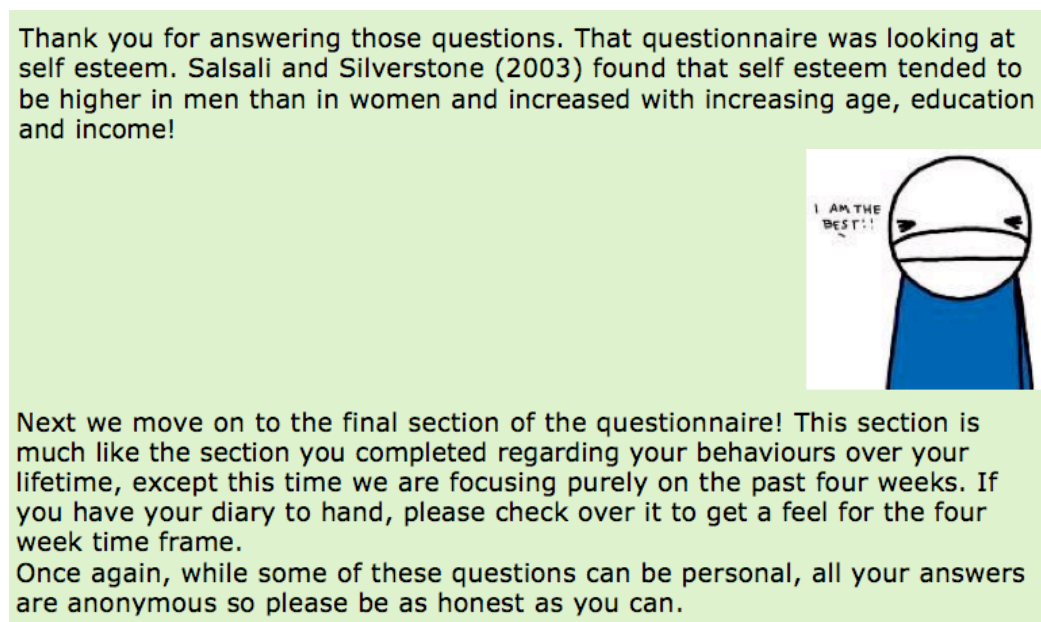 Thank you for answering those questions. That questionnaire was looking at
self esteem. Salsali and Silverstone (2003) found that self esteem tended to
be higher in men than in women and increased with increasing age, education
and income!
I AM THE
BEST!!
Next we move on to the final section of the questionnaire! This section is
much like the section you completed regarding your behaviours over your
lifetime, except this time we are focusing purely on the past four weeks. If
you have your diary to hand, please check over it to get a feel for the four
week time frame.
Once again, while some of these questions can be personal, all your answers
are anonymous so please be as honest as you can.